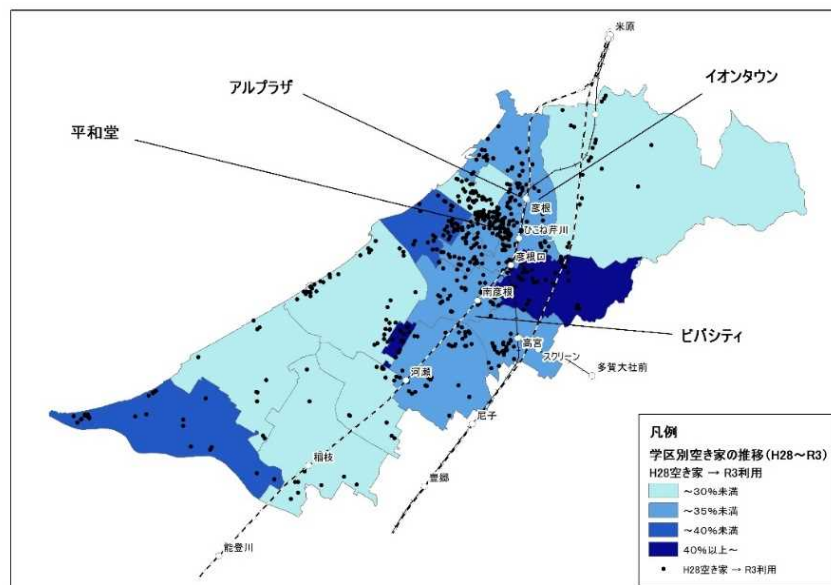 米原
アルプラザ
イオンタウン
平和堂
彦根
ひこね芹川
彦根口
南彦根
ビバシティ
高宮
スクリーン
多賀大社前
河瀬
尼子
稲枝
豊郷
能登川
凡例
学区別空き家の推移(H28~R3)
H28空き家 → R3利用
~30%未満
~35%未満
~40%未満
40%以上~
H28空き家 → R3利用